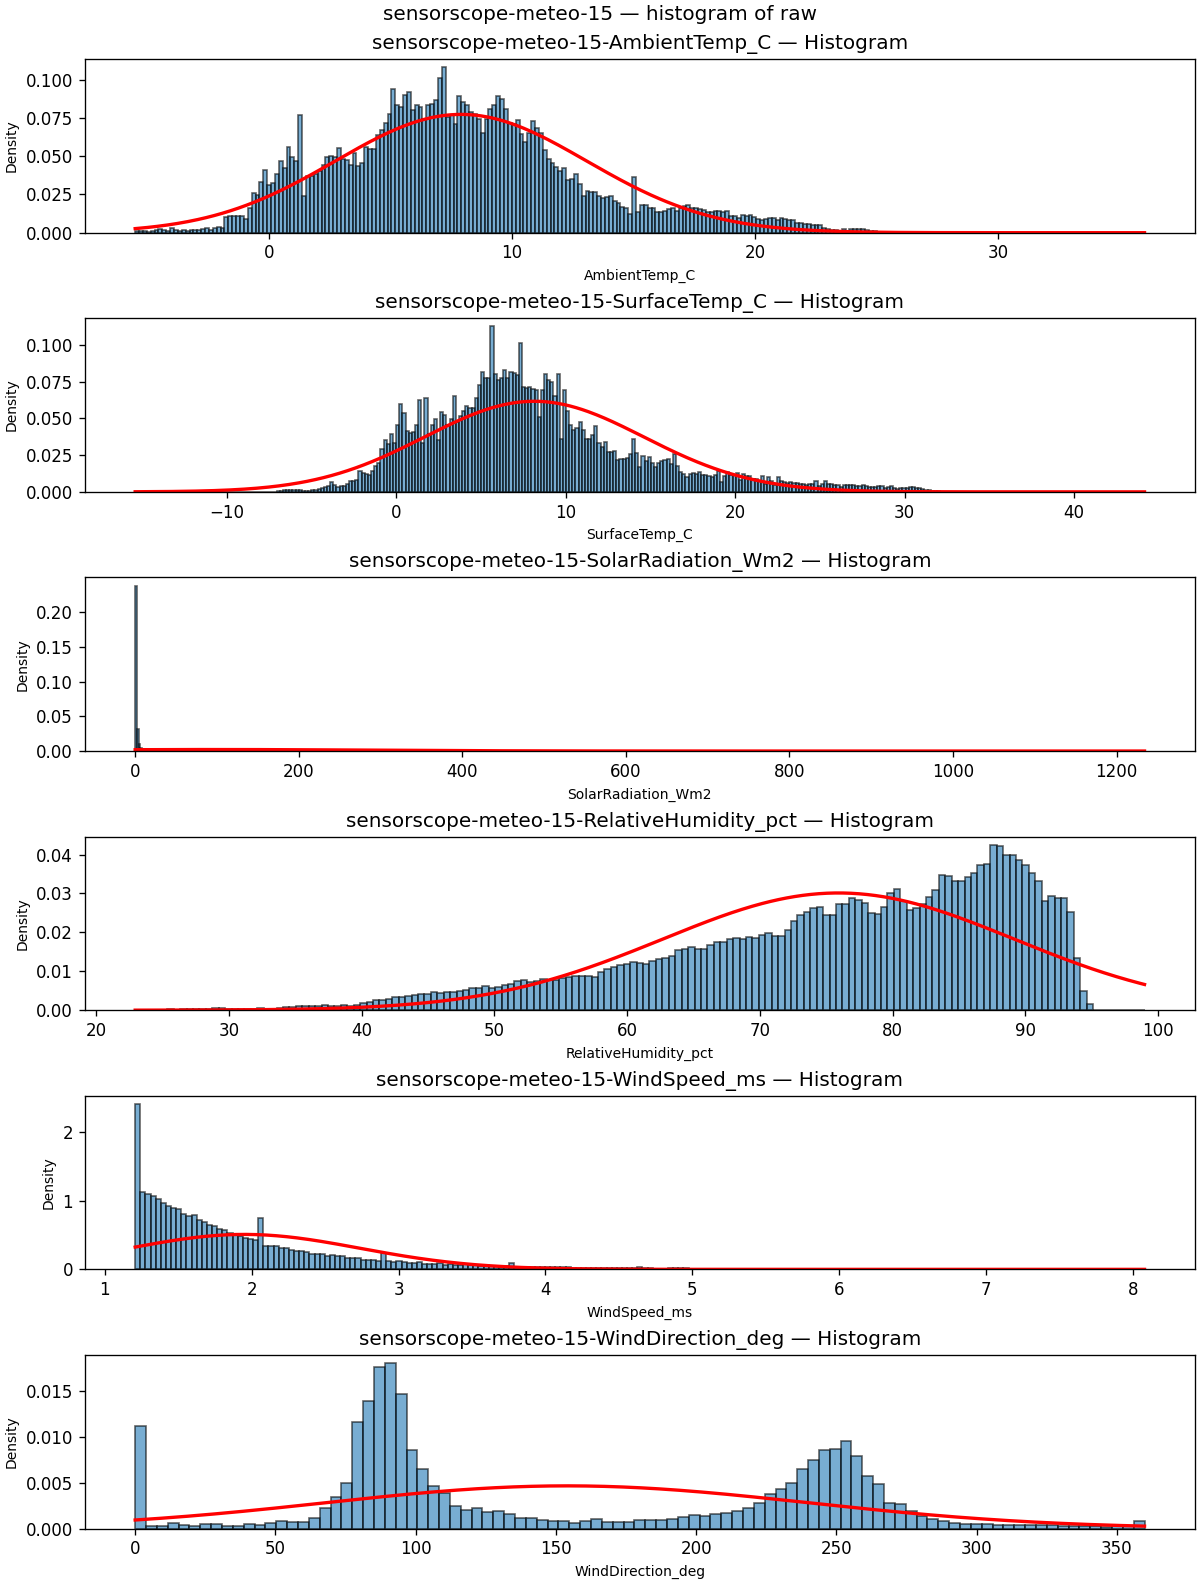 sensorscope-meteo-15 — histogram of raw
sensorscope-meteo-15-AmbientTemp_C — Histogram
0.100
0.075
0.050
0.025
0.000
Density
0 10 20 30
AmbientTemp_C
sensorscope-meteo-15-SurfaceTemp_C — Histogram
0.100
0.075
0.050
0.025
0.000
Density
−10 0 10 20 30 40
SurfaceTemp_C
sensorscope-meteo-15-SolarRadiation_Wm2 — Histogram
0.20
0.15
0.10
0.05
0.00
Density
0 200 400 600 800 1000 1200
SolarRadiation_Wm2
sensorscope-meteo-15-RelativeHumidity_pct — Histogram
0.04
0.03
0.02
0.01
0.00
Density
20 30 40 50 60 70 80 90 100
RelativeHumidity_pct
sensorscope-meteo-15-WindSpeed_ms — Histogram
2
1
0
Density
1 2 3 4 5 6 7 8
WindSpeed_ms
sensorscope-meteo-15-WindDirection_deg — Histogram
0.015
0.010
0.005
0.000
Density
0 50 100 150 200 250 300 350
WindDirection_deg